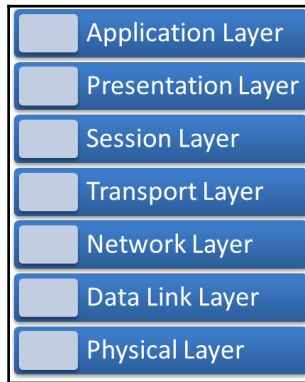 Application Layer
Presentation Layer
Session Layer
Transport Layer
Network Layer
Data Link Layer
Physical Layer